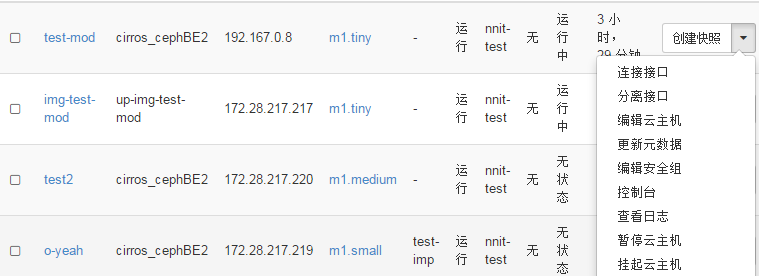 test-mod cirros_cephBE2 192.167.0.8 m1.tiny - 运行 nnit-test 无 运行中 3 小时, 29 分钟 创建快照
连接接口
分离接口
编辑云主机
更新元数据
编辑安全组
控制台
查看日志
暂停云主机
挂起云主机
img-test-mod up-img-test-mod 172.28.217.217 m1.tiny - 运行 nnit-test 无 运行中
test2 cirros_cephBE2 172.28.217.220 m1.medium - 运行 nnit-test 无 无状态
o-yeah cirros_cephBE2 172.28.217.219 m1.small test-imp 运行 nnit-test 无 无状态